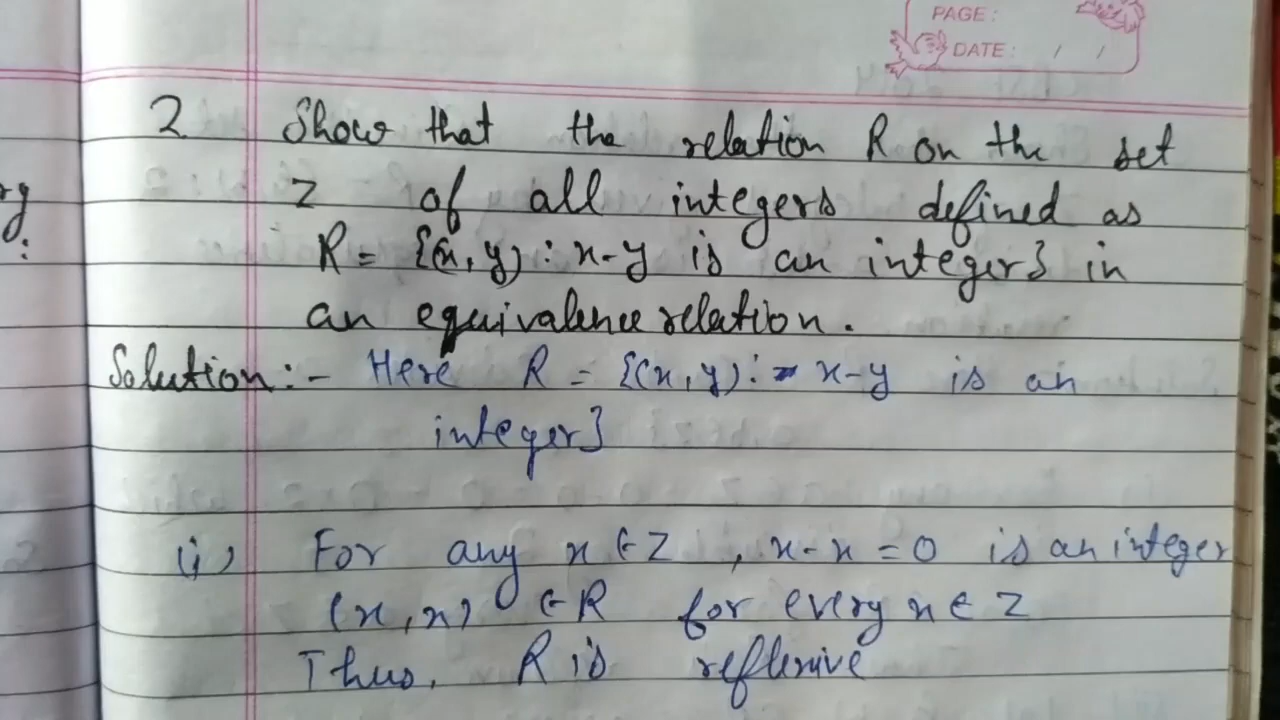 PAGE:
DATE: / /
2 Show that the relation R on the set
Z of all integers defined as
R = {(x, y) : x-y is an integer} in
an equivalence relation.
Solution:- Here R = {(x, y) :- x-y is an
integer}
(i) For any x ∈ Z, x-x = 0 is an integer
(x, x) ∈ R for every x ∈ Z
Thus, R is reflexive